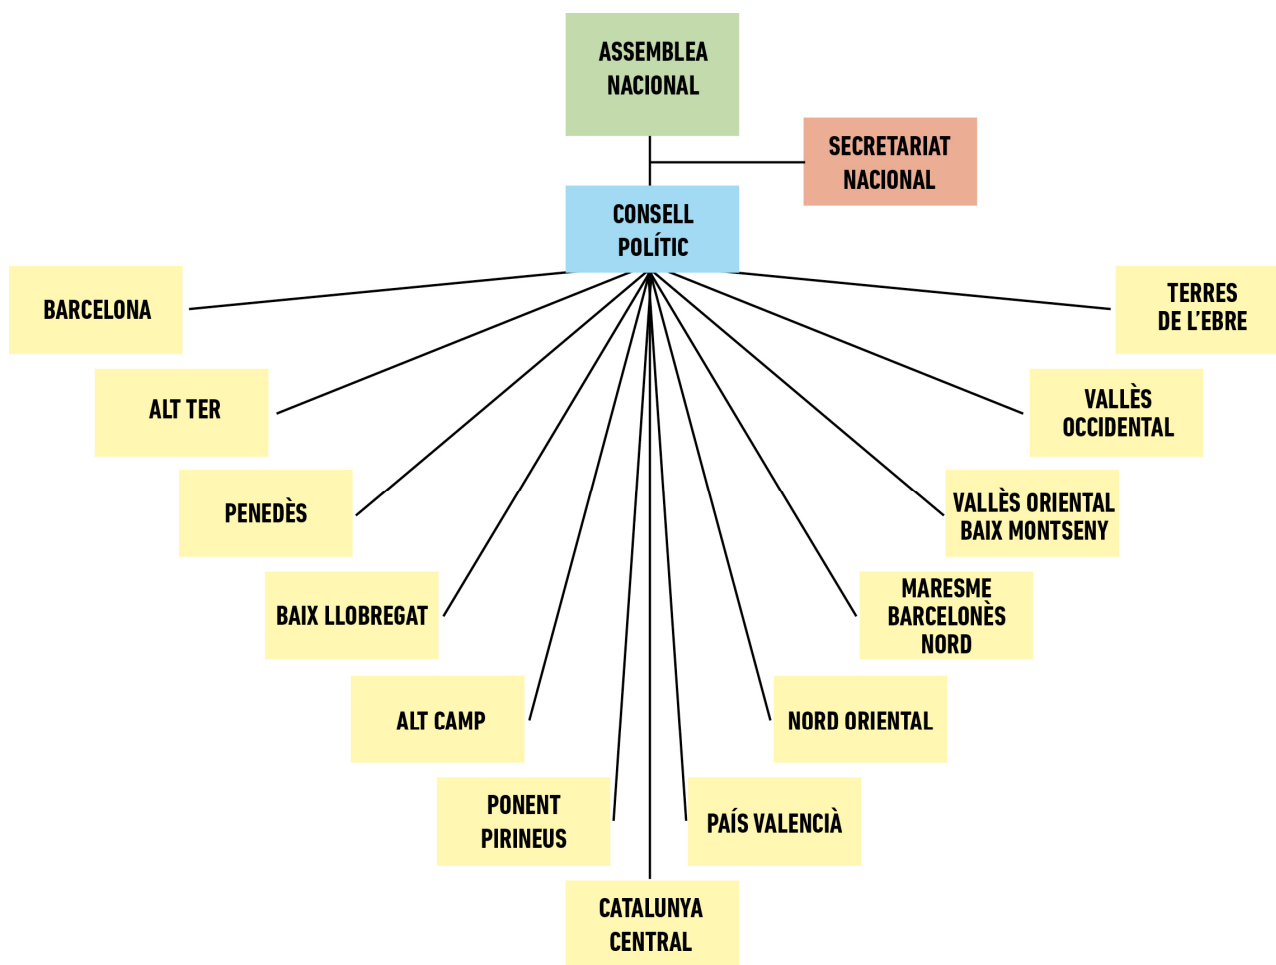 ASSEMBLEA
NACIONAL
SECRETARIAT
NACIONAL
CONSELL
POLÍTIC
BARCELONA
TERRES
DE L’EBRE
ALT TER
VALLÈS
OCCIDENTAL
PENEDÈS
VALLÈS ORIENTAL
BAIX MONTSENY
BAIX LLOBREGAT
MARESME
BARCELONÈS
NORD
ALT CAMP
NORD ORIENTAL
PONENT
PIRINEUS
PAÍS VALENCIÀ
CATALUNYA
CENTRAL